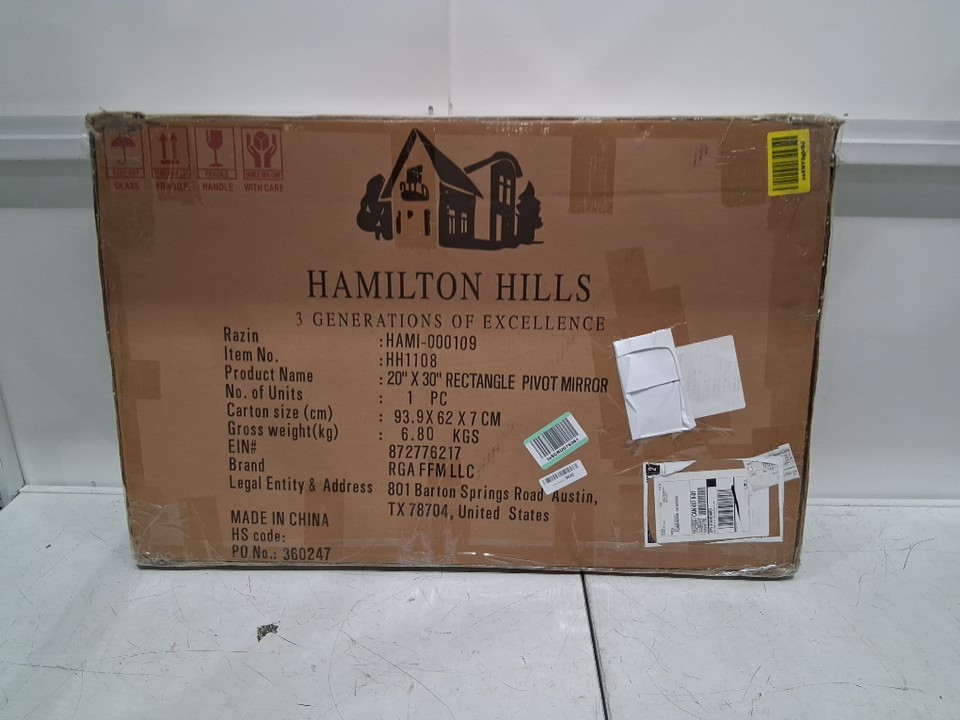 GLASS
FRAGILE
HANDLE
WITH CARE
HAMILTON HILLS
3 GENERATIONS OF EXCELLENCE
Razin :HAMI-000109
Item No. :HH1108
Product Name : 20" X 30" RECTANGLE PIVOT MIRROR
No. of Units : 1 PC
Carton size (cm) : 93.9 X 62 X 7 CM
Gross weight(kg) : 6.80 KGS
EIN# 872776217
Brand RGA FFM LLC
Legal Entity & Address 801 Barton Springs Road Austin,
TX 78704, United States
MADE IN CHINA
HS code:
PO No.: 360247